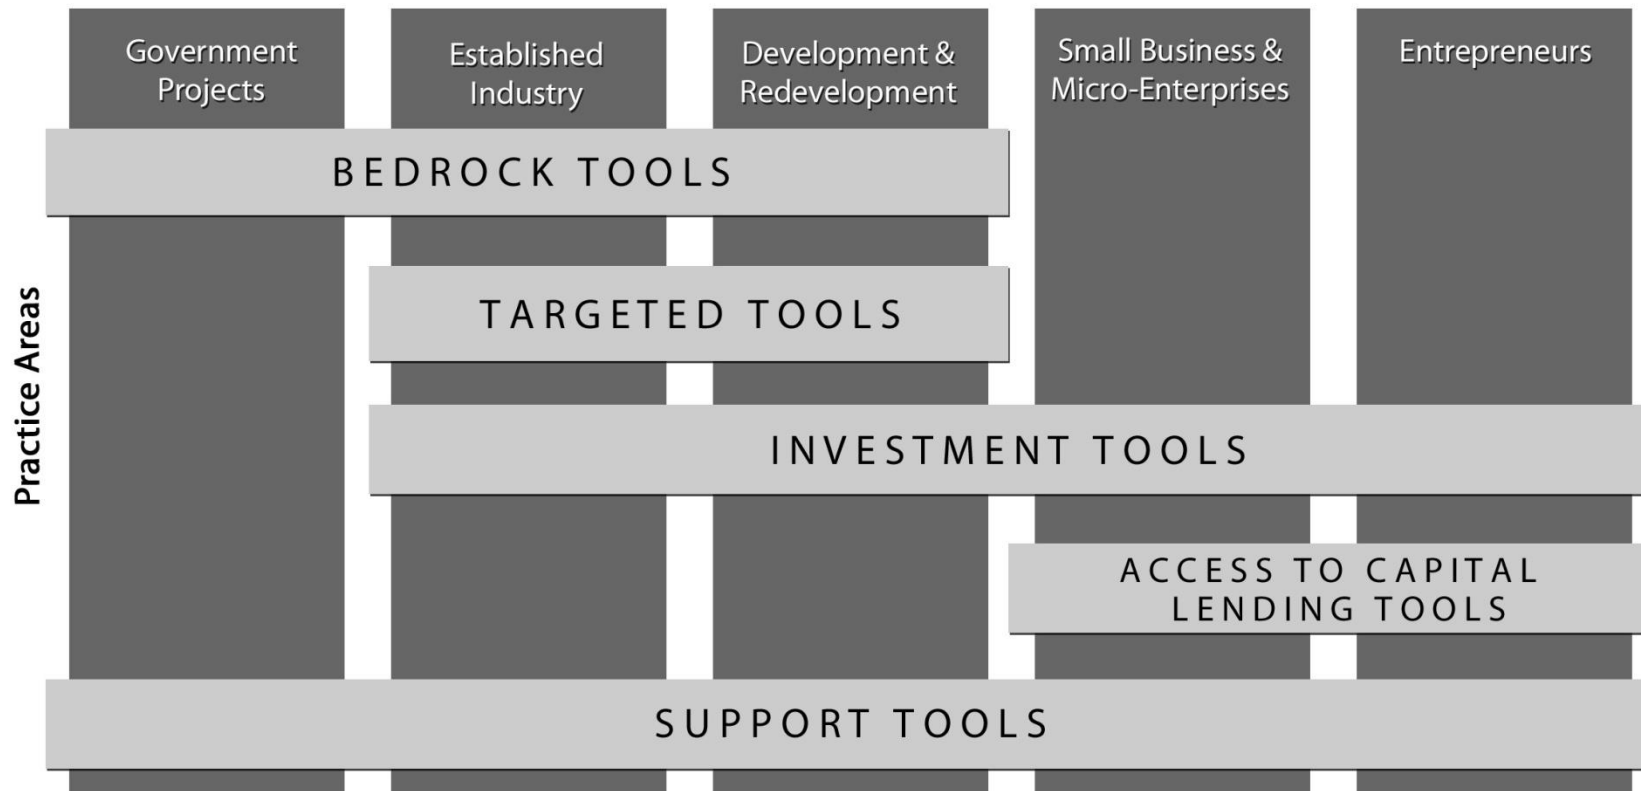 Government
Projects
Established
Industry
Development &
Redevelopment
Small Business &
Micro-Enterprises
Entrepreneurs
BEDROCK TOOLS
TARGETED TOOLS
Practice Areas
INVESTMENT TOOLS
ACCESS TO CAPITAL
LENDING TOOLS
SUPPORT TOOLS